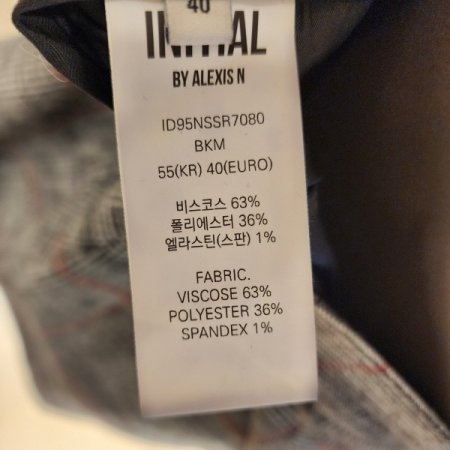 40
INITIAL
BY ALEXIS N
ID95NSSR7080
BKM
55(KR) 40(EURO)
비스코스 63%
폴리에스터 36%
엘라스틴(스판) 1%
FABRIC.
VISCOSE 63%
POLYESTER 36%
SPANDEX 1%